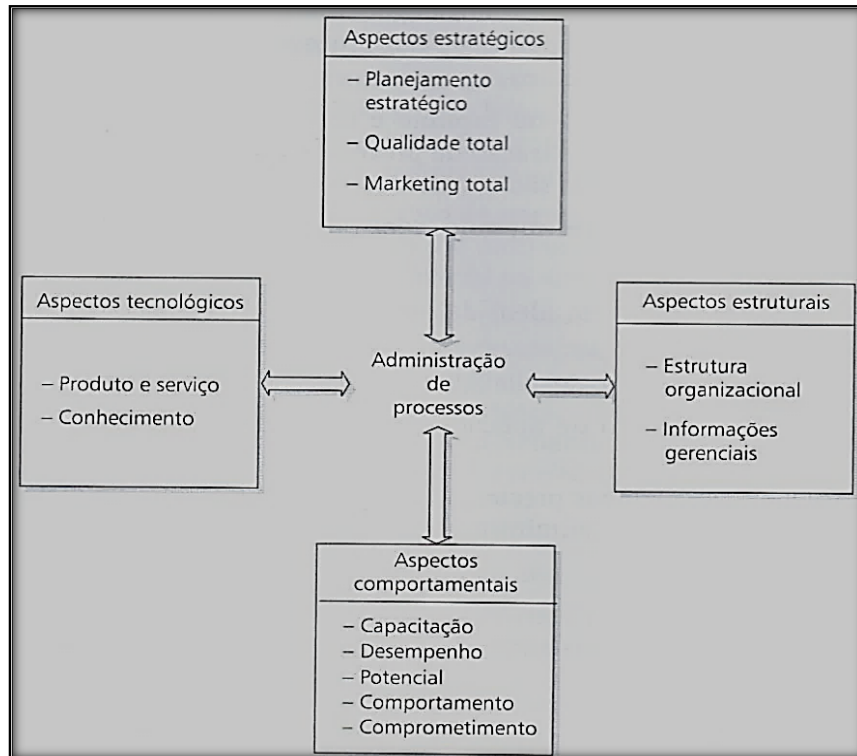 Aspectos estratégicos
– Planejamento
estratégico
– Qualidade total
– Marketing total
Aspectos tecnológicos
– Produto e serviço
– Conhecimento
Administração
de
processos
Aspectos estruturais
– Estrutura
organizacional
– Informações
gerenciais
Aspectos
comportamentais
– Capacitação
– Desempenho
– Potencial
– Comportamento
– Comprometimento